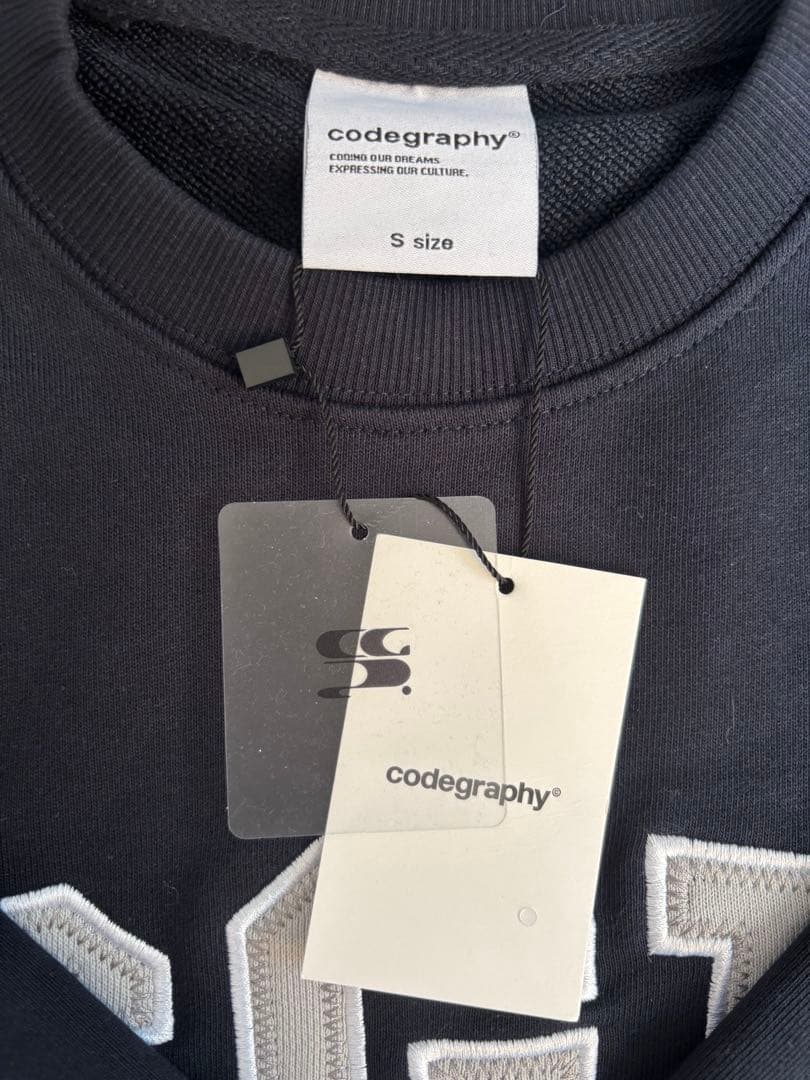 codegraphy®
CODING OUR DREAMS
EXPRESSING OUR CULTURE.
S size
codegraphy©